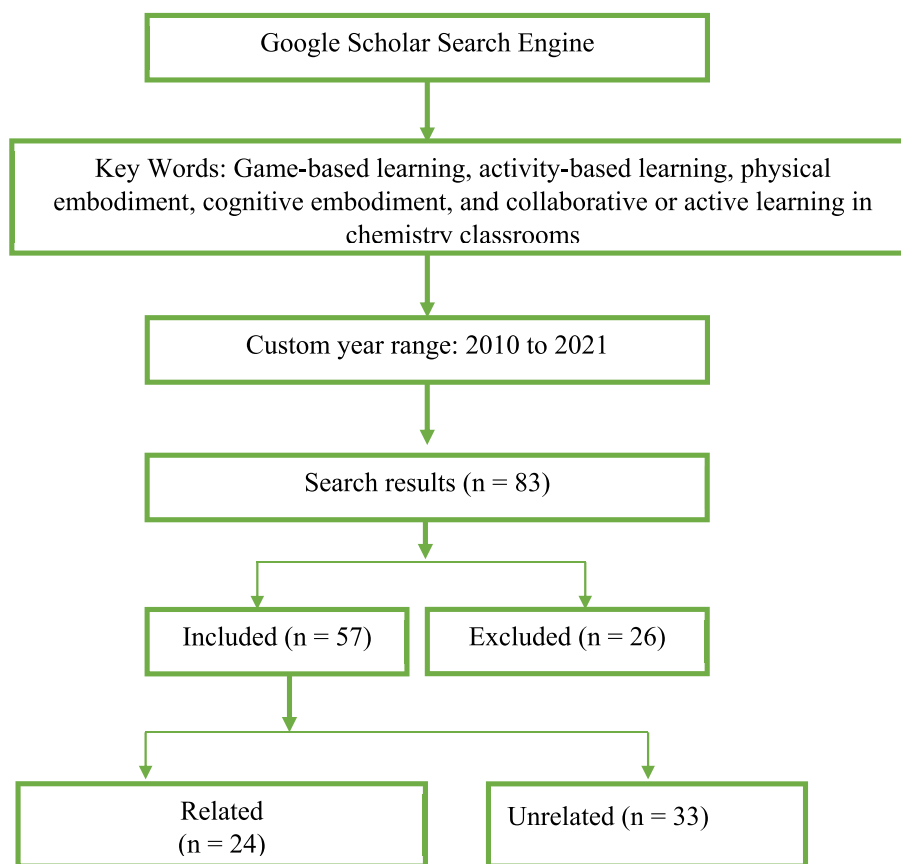 Google Scholar Search Engine
Key Words: Game-based learning, activity-based learning, physical
embodiment, cognitive embodiment, and collaborative or active learning in
chemistry classrooms
Custom year range: 2010 to 2021
Search results (n = 83)
Included (n = 57)
Excluded (n = 26)
Related
(n = 24)
Unrelated (n = 33)